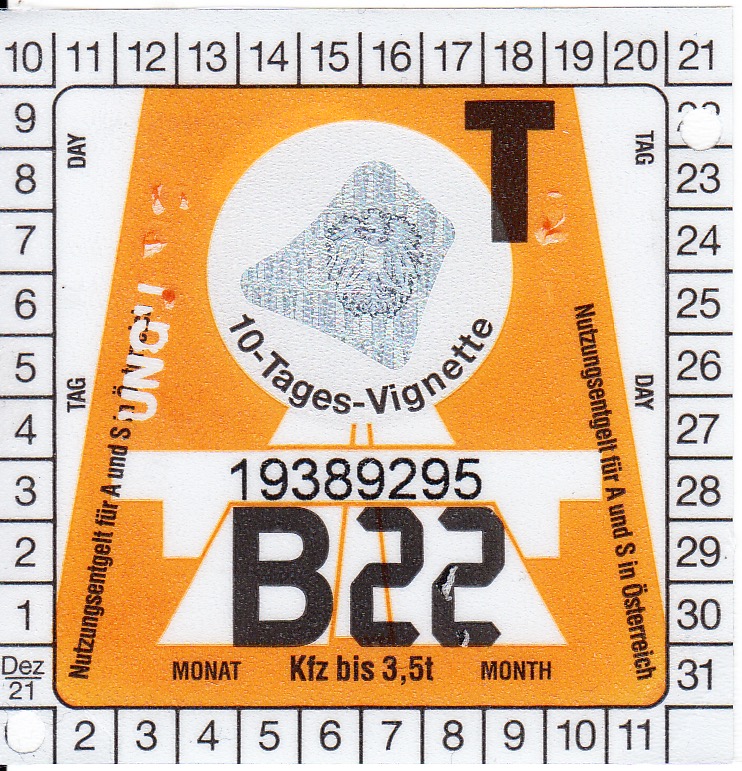 10 11 12 13 14 15 16 17 18 19 20 21
9
8
7
6
5
4
3
2
1
Dez
21
DAY
TAG
T
TAG
DAY
10-Tages-Vignette
19389295
B22
Nutzungsentgelt für A und S
Nutzungsentgelt für A und S in Österreich
MONAT Kfz bis 3,5t MONTH
23
24
25
26
27
28
29
30
31
2 3 4 5 6 7 8 9 10 11